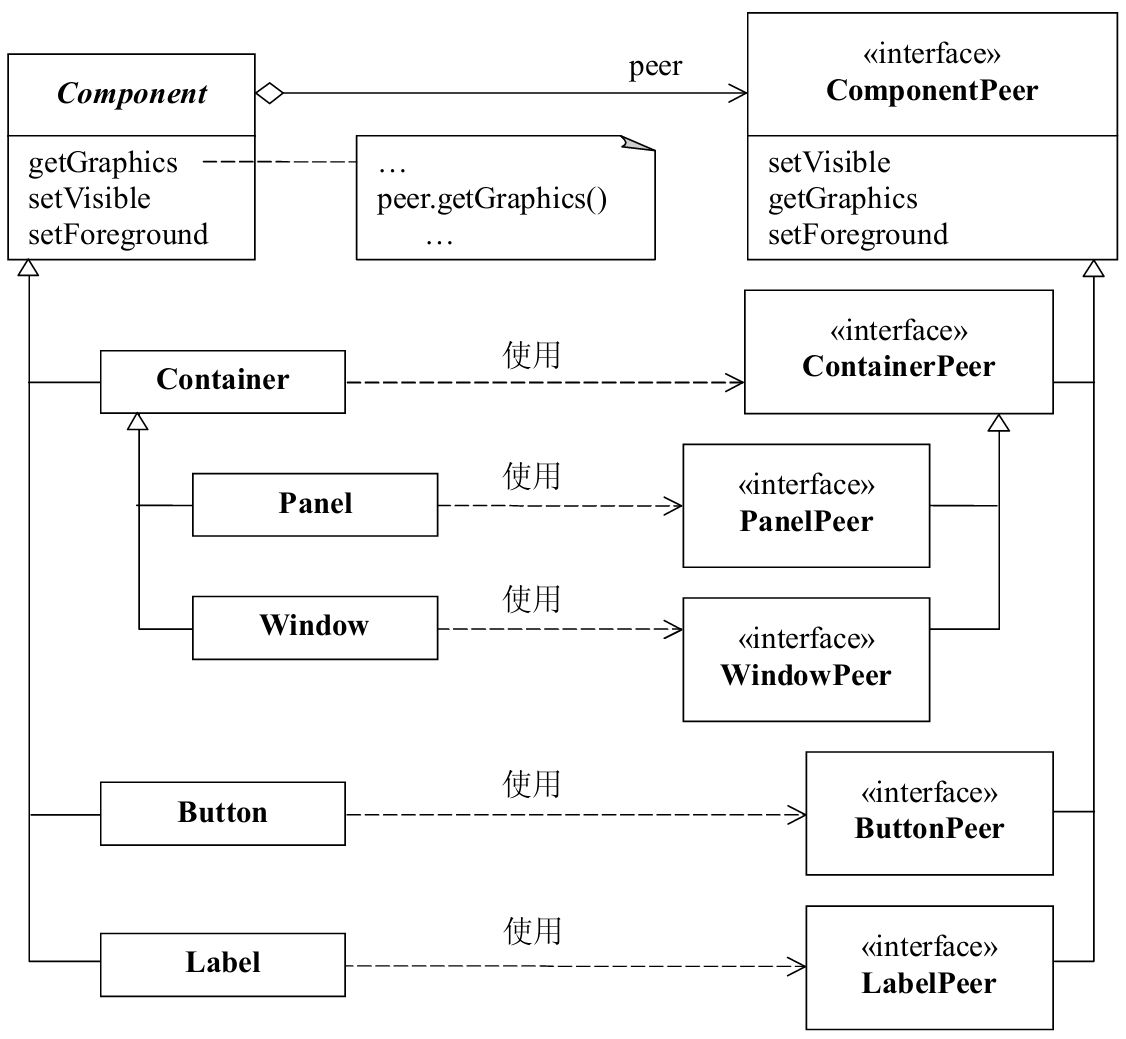 peer
Component
«interface»
ComponentPeer
getGraphics
setVisible
setForeground
…
peer.getGraphics()
…
setVisible
getGraphics
setForeground
Container
使用
«interface»
ContainerPeer
Panel
使用
«interface»
PanelPeer
Window
使用
«interface»
WindowPeer
Button
使用
«interface»
ButtonPeer
Label
使用
«interface»
LabelPeer